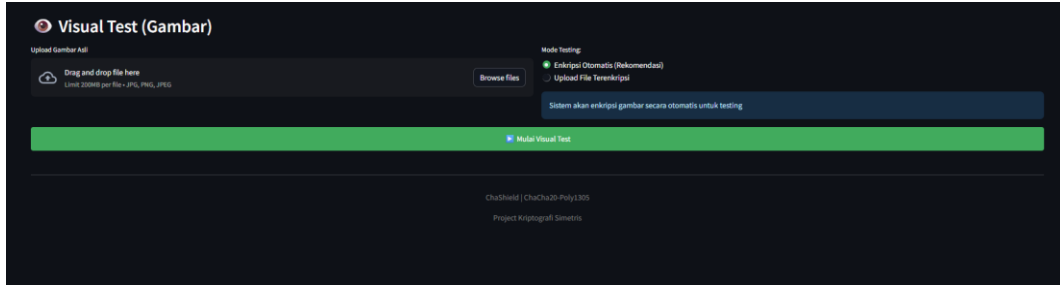 Visual Test (Gambar)
Upload Gambar Asli
Drag and drop file here
Limit 200MB per file • JPG, PNG, JPEG
Browse files
Mode Testing:
Enkripsi Otomatis (Rekomendasi)
Upload File Terenkripsi
Sistem akan enkripsi gambar secara otomatis untuk testing
Mulai Visual Test
ChaShield | ChaCha20-Poly1305
Project Kriptografi Simetris